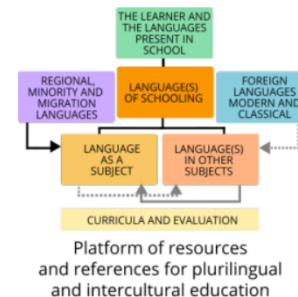 THE LEARNER AND
THE LANGUAGES
PRESENT IN
SCHOOL
REGIONAL,
MINORITY AND
MIGRATION
LANGUAGES
LANGUAGE(S)
OF SCHOOLING
FOREIGN
LANGUAGES
MODERN AND
CLASSICAL
LANGUAGE
AS A
SUBJECT
LANGUAGE(S)
IN OTHER
SUBJECTS
CURRICULA AND EVALUATION
Platform of resources
and references for plurilingual
and intercultural education